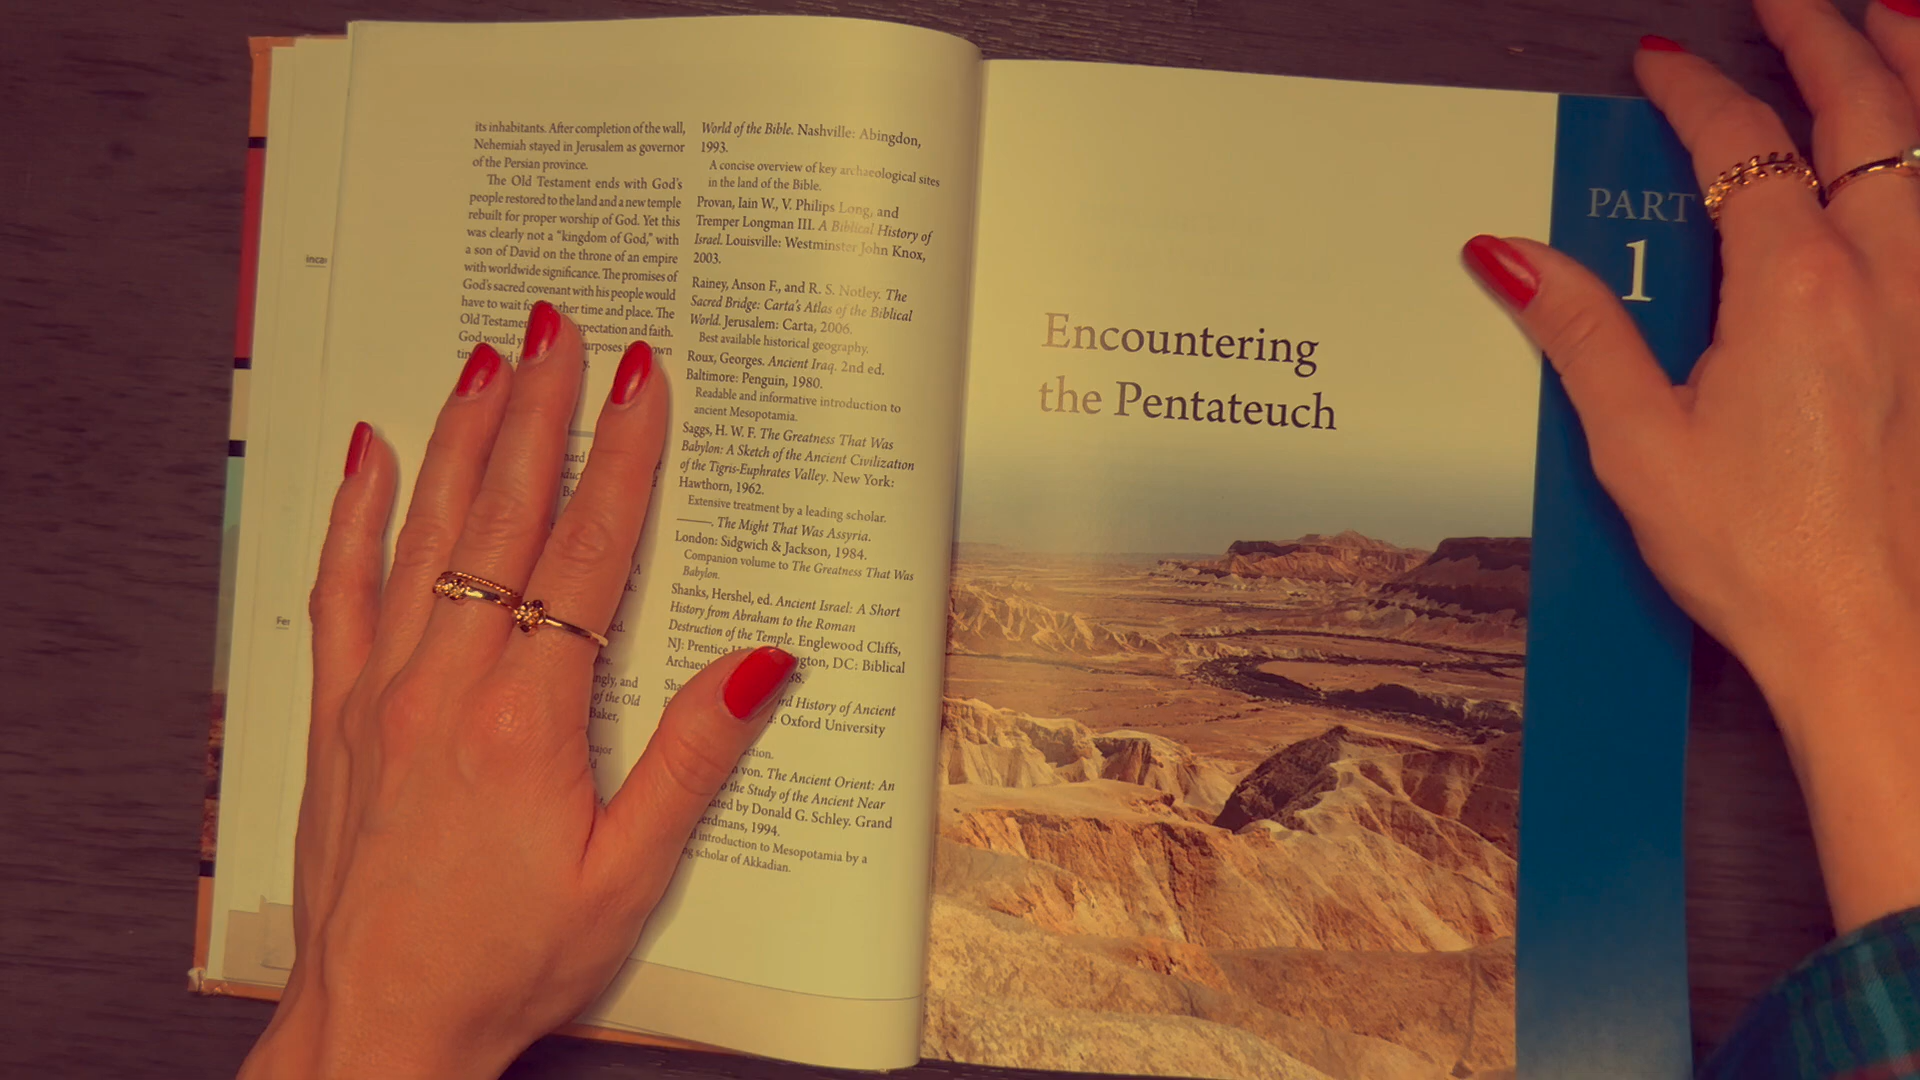 its inhabitants. After completion of the wall,
Nehemiah stayed in Jerusalem as governor
of the Persian province.
The Old Testament ends with God's
people restored to the land and a new temple
rebuilt for proper worship of God. Yet this
was clearly not a "kingdom of God," with
a son of David on the throne of an empire
with worldwide significance. The promises of
God's sacred covenant with his people would
have to wait time and place. The
Old and faith.
God would
World of the Bible. Nashville: Abingdon,
1993.
A concise overview of key archaeological sites
in the land of the Bible.
Provan, Iain W., V. Philips Long, and
Tremper Longman III. A Biblical History of
Israel. Louisville: Westminster John Knox,
2003.
Rainey, Anson F., and R. S. Notley. The
Sacred Bridge: Carta's Atlas of the Biblical
World. Jerusalem: Carta, 2006.
Best available historical geography.
Roux, Georges. Ancient Iraq. 2nd ed.
Baltimore: Penguin, 1980.
Readable and informative introduction to
ancient Mesopotamia.
Saggs, H. W. F. The Greatness That Was
Babylon: A Sketch of the Ancient Civilization
of the Tigris-Euphrates Valley. New York:
Hawthorn, 1962.
Extensive treatment by a leading scholar.
———. The Might That Was Assyria.
London: Sidgwick & Jackson, 1984.
Companion volume to The Greatness That Was
Babylon.
Shanks, Hershel, ed. Ancient Israel: A Short
History from Abraham to the Roman
Destruction of the Temple. Englewood Cliffs,
NJ: Prentice DC: Biblical
History of Ancient
Oxford University
von. The Ancient Orient: An
the Study of the Ancient Near
by Donald G. Schley. Grand
1994.
introduction to Mesopotamia by a
scholar of Akkadian.
ed.
and
of the Old
Baker,
Encountering
the Pentateuch
PART
1